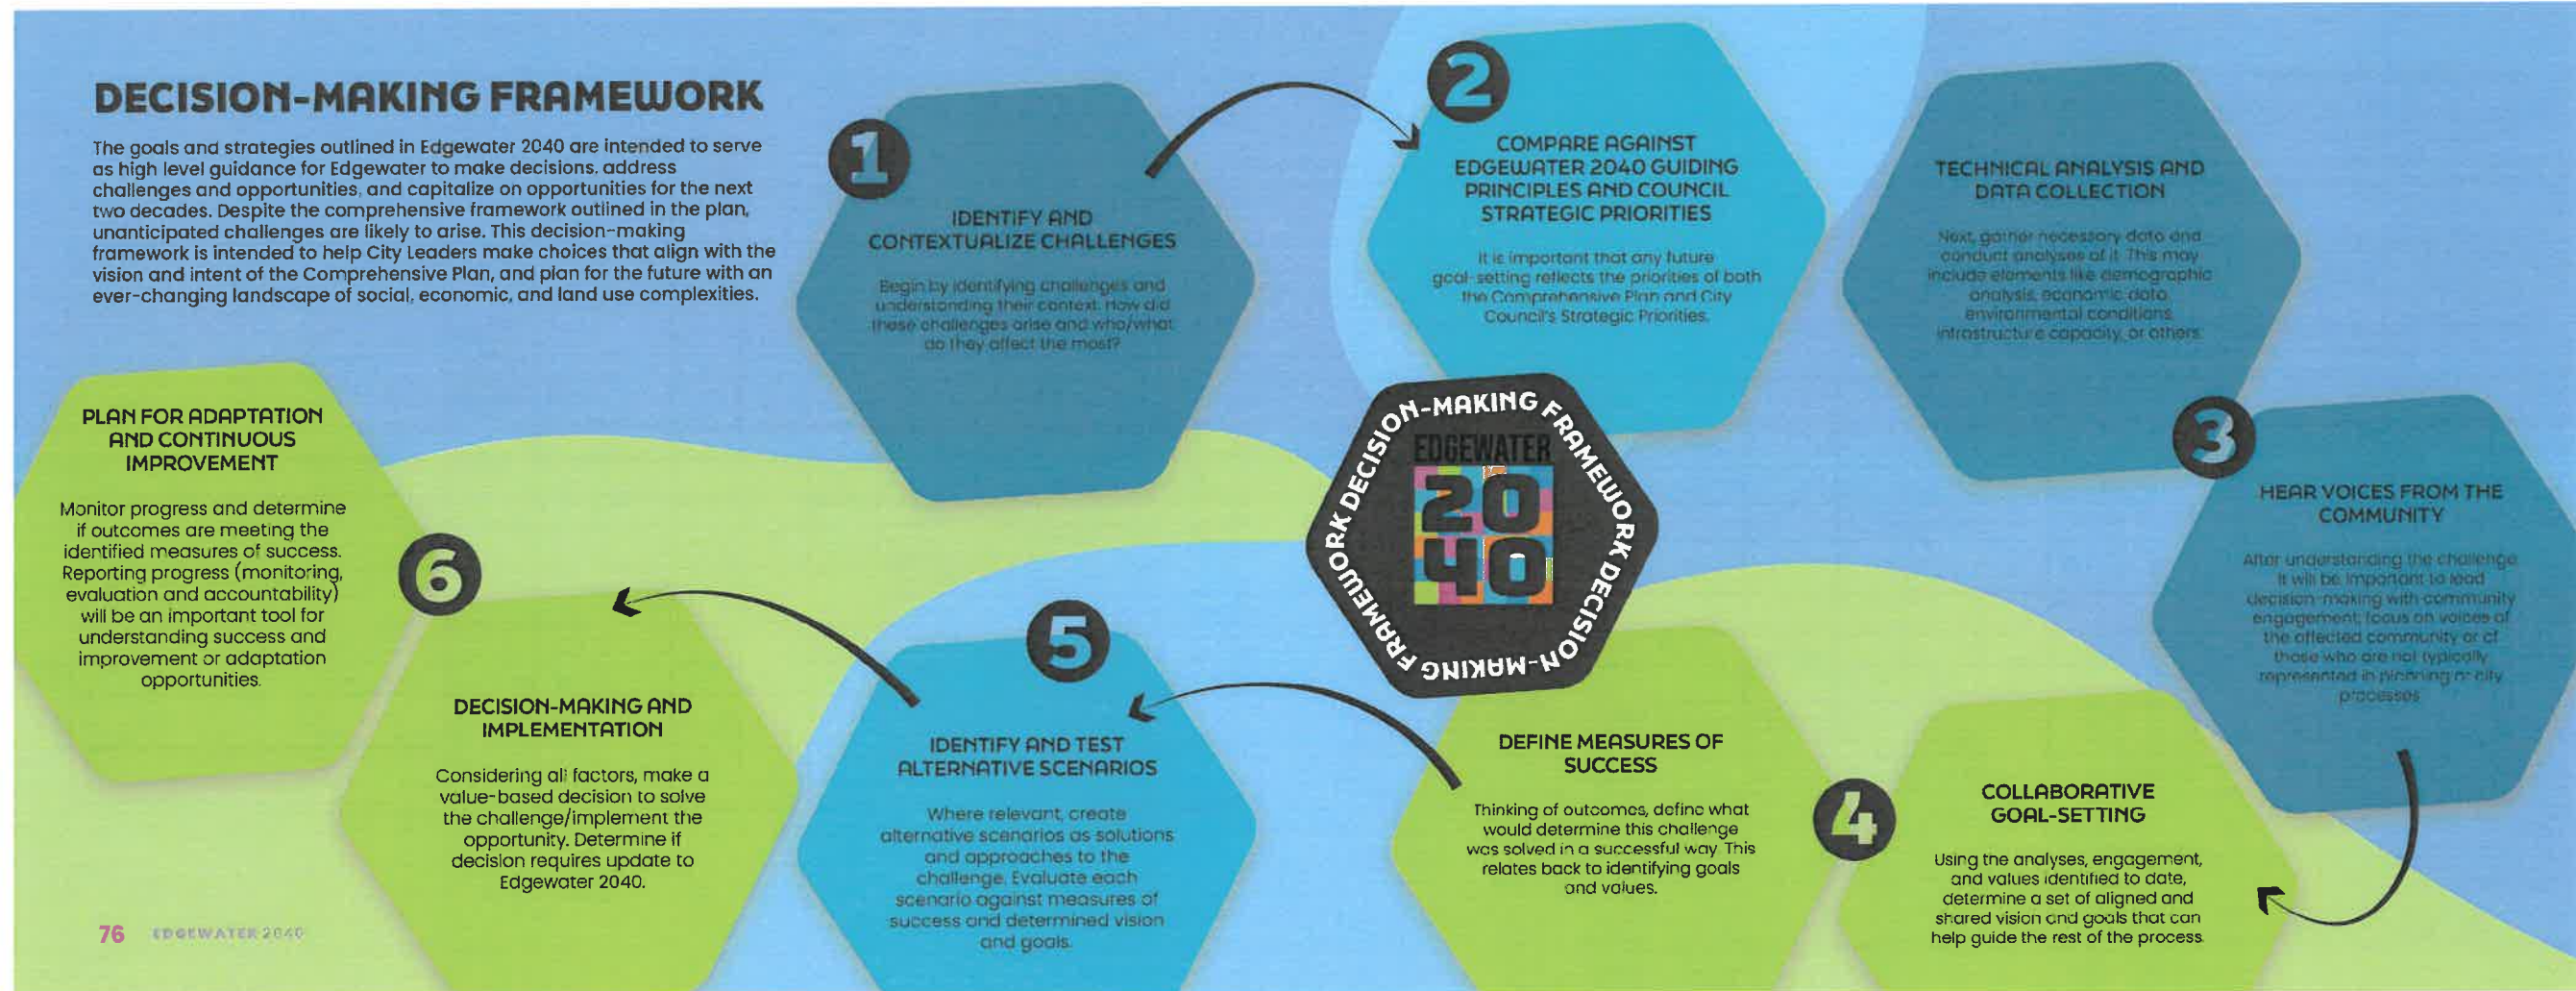 DECISION-MAKING FRAMEWORK
The goals and strategies outlined in Edgewater 2040 are intended to serve
as high level guidance for Edgewater to make decisions, address
challenges and opportunities, and capitalize on opportunities for the next
two decades. Despite the comprehensive framework outlined in the plan,
unanticipated challenges are likely to arise. This decision-making
framework is intended to help City Leaders make choices that align with the
vision and intent of the Comprehensive Plan, and plan for the future with an
ever-changing landscape of social, economic, and land use complexities.
1
IDENTIFY AND
CONTEXTUALIZE CHALLENGES
Begin by identifying challenges and
understanding their context. How did
these challenges arise and who/what
do they affect the most?
2
COMPARE AGAINST
EDGEWATER 2040 GUIDING
PRINCIPLES AND COUNCIL
STRATEGIC PRIORITIES
It is important that any future
goal-setting reflects the priorities of both
the Comprehensive Plan and City
Council's Strategic Priorities.
TECHNICAL ANALYSIS AND
DATA COLLECTION
Next, gather necessary data and
conduct analyses of it. This may
include elements like demographic
analysis, economic data,
environmental conditions,
infrastructure capacity, or others.
3
HEAR VOICES FROM THE
COMMUNITY
After understanding the challenge
it will be important to lead
decision-making with community
engagement; focus on voices of
the affected community or of
those who are not typically
represented in planning or city
processes
DECISION-MAKING FRAMEWORK DECISION-MAKING FRAMEWORK
EDGEWATER
20
40
4
COLLABORATIVE
GOAL-SETTING
Using the analyses, engagement,
and values identified to date,
determine a set of aligned and
shared vision and goals that can
help guide the rest of the process.
DEFINE MEASURES OF
SUCCESS
Thinking of outcomes, define what
would determine this challenge
was solved in a successful way. This
relates back to identifying goals
and values.
5
IDENTIFY AND TEST
ALTERNATIVE SCENARIOS
Where relevant, create
alternative scenarios as solutions
and approaches to the
challenge. Evaluate each
scenario against measures of
success and determined vision
and goals.
6
DECISION-MAKING AND
IMPLEMENTATION
Considering all factors, make a
value-based decision to solve
the challenge/implement the
opportunity. Determine if
decision requires update to
Edgewater 2040.
PLAN FOR ADAPTATION
AND CONTINUOUS
IMPROVEMENT
Monitor progress and determine
if outcomes are meeting the
identified measures of success.
Reporting progress (monitoring,
evaluation and accountability)
will be an important tool for
understanding success and
improvement or adaptation
opportunities.
76 EDGEWATER 2040